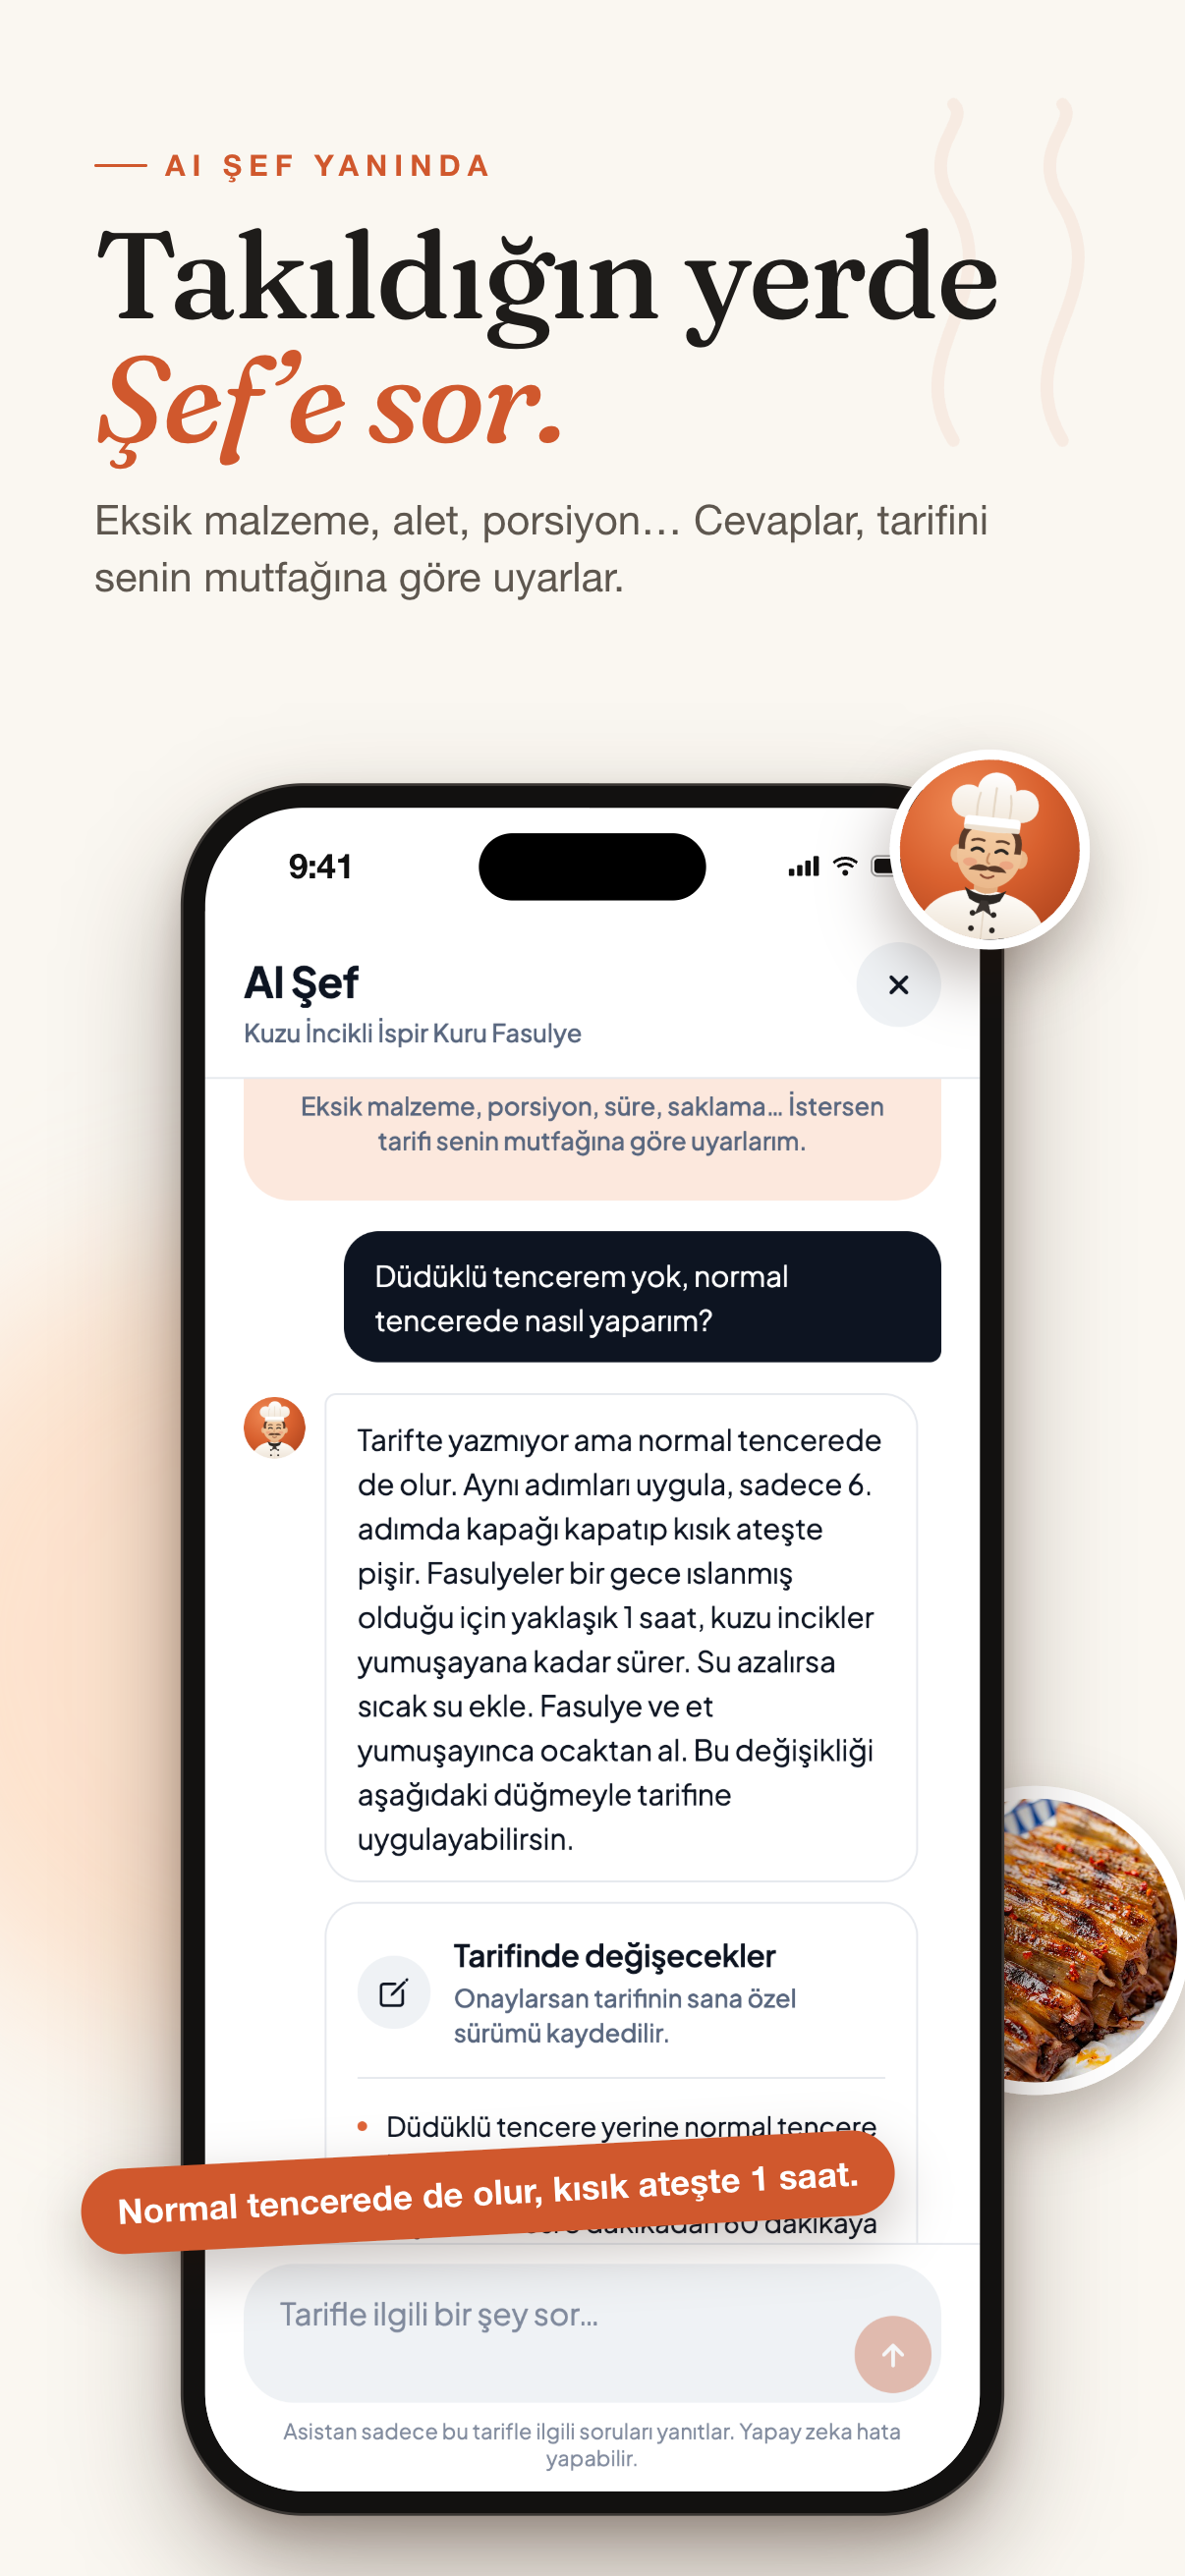 AI ŞEF YANINDA
Takıldığın yerde
Şef’e sor.
Eksik malzeme, alet, porsiyon… Cevaplar, tarifini
senin mutfağına göre uyarlar.
9:41
AI Şef
Kuzu İncikli İspir Kuru Fasulye
Eksik malzeme, porsiyon, süre, saklama… İstersen
tarifi senin mutfağına göre uyarlarım.
Düdüklü tencerem yok, normal
tencerede nasıl yaparım?
Tarifte yazmıyor ama normal tencerede
de olur. Aynı adımları uygula, sadece 6.
adımda kapağı kapatıp kısık ateşte
pişir. Fasulyeler bir gece ıslanmış
olduğu için yaklaşık 1 saat, kuzu incikler
yumuşayana kadar sürer. Su azalırsa
sıcak su ekle. Fasulye ve et
yumuşayınca ocaktan al. Bu değişikliği
aşağıdaki düğmeyle tarifine
uygulayabilirsin.
Tarifinde değişecekler
Onaylarsan tarifinin sana özel
sürümü kaydedilir.
Düdüklü tencere yerine normal tencere
Normal tencerede de olur, kısık ateşte 1 saat.
dakikadan 60 dakikaya
Tarifle ilgili bir şey sor…
Asistan sadece bu tarifle ilgili soruları yanıtlar. Yapay zeka hata
yapabilir.